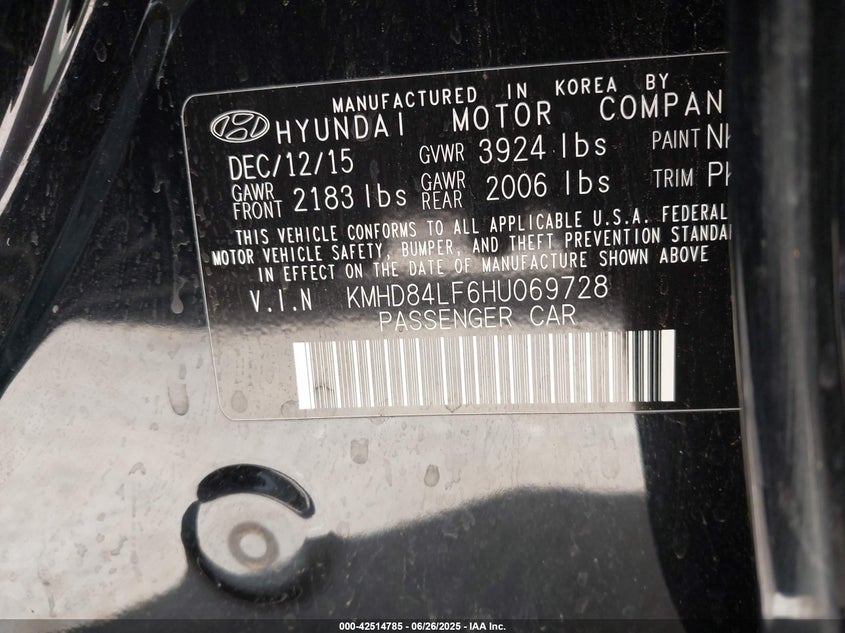 MANUFACTURED IN KOREA BY
HYUNDAI MOTOR COMPAN
DEC/12/15 GVWR 3924 lbs PAINT
GAWR FRONT 2183 lbs GAWR REAR 2006 lbs TRIM
THIS VEHICLE CONFORMS TO ALL APPLICABLE U.S.A. FEDERAL
MOTOR VEHICLE SAFETY, BUMPER, AND THEFT PREVENTION STANDA
IN EFFECT ON THE DATE OF MANUFACTURE SHOWN ABOVE
V.I.N KMHD84LF6HU069728
PASSENGER CAR
000-42514785 - 06/26/2025 - IAA Inc.